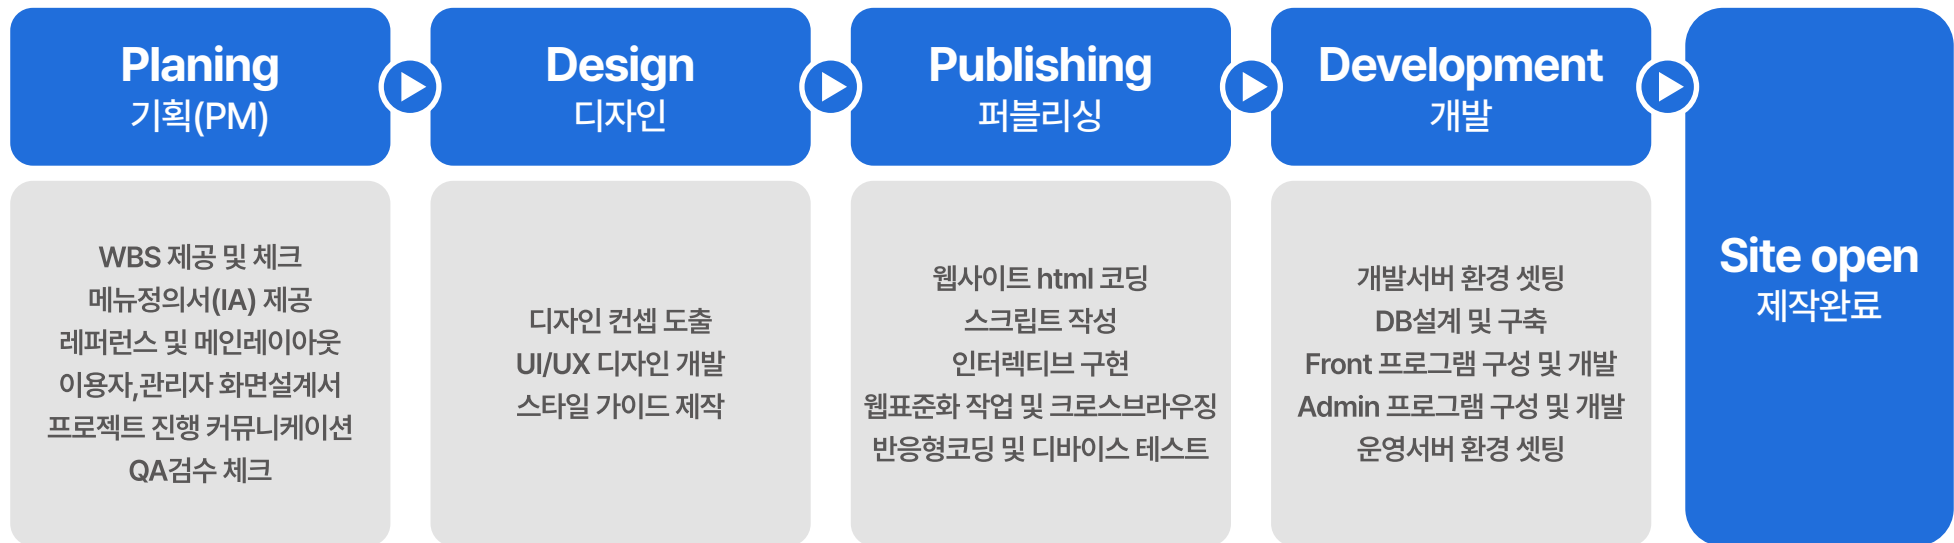 Planing
기획(PM)
WBS 제공 및 체크
메뉴정의서(IA) 제공
레퍼런스 및 메인레이아웃
이용자,관리자 화면설계서
프로젝트 진행 커뮤니케이션
QA검수 체크
Design
디자인
디자인 컨셉 도출
UI/UX 디자인 개발
스타일 가이드 제작
Publishing
퍼블리싱
웹사이트 html 코딩
스크립트 작성
인터렉티브 구현
웹표준화 작업 및 크로스브라우징
반응형코딩 및 디바이스 테스트
Development
개발
개발서버 환경 셋팅
DB설계 및 구축
Front 프로그램 구성 및 개발
Admin 프로그램 구성 및 개발
운영서버 환경 셋팅
Site open
제작완료